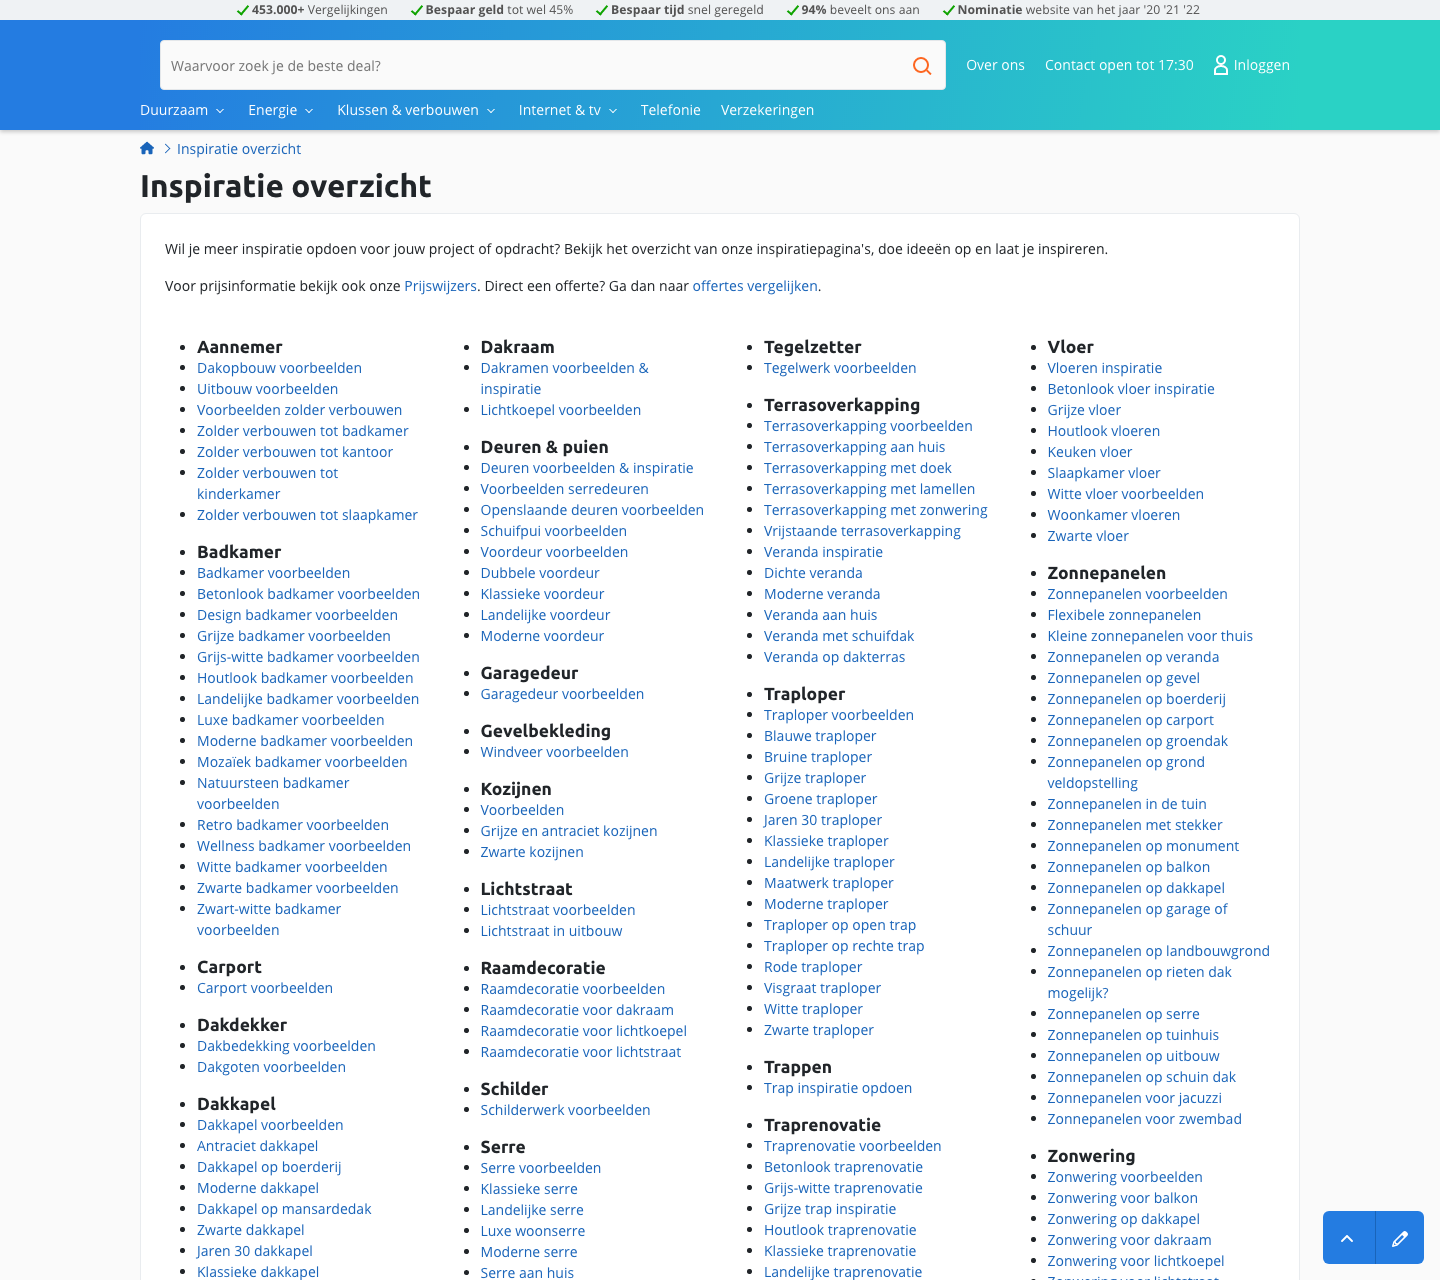 453.000+ Vergelijkingen
Bespaar geld tot wel 45%
Bespaar tijd snel geregeld
94% beveelt ons aan
Nominatie website van het jaar '20 '21 '22
Waarvoor zoek je de beste deal?
Over ons
Contact open tot 17:30
Inloggen
Duurzaam
Energie
Klussen & verbouwen
Internet & tv
Telefonie
Verzekeringen
Inspiratie overzicht
Inspiratie overzicht
Wil je meer inspiratie opdoen voor jouw project of opdracht? Bekijk het overzicht van onze inspiratiepagina's, doe ideeën op en laat je inspireren.
Voor prijsinformatie bekijk ook onze Prijswijzers. Direct een offerte? Ga dan naar offertes vergelijken.
Aannemer
Dakopbouw voorbeelden
Uitbouw voorbeelden
Voorbeelden zolder verbouwen
Zolder verbouwen tot badkamer
Zolder verbouwen tot kantoor
Zolder verbouwen tot
kinderkamer
Zolder verbouwen tot slaapkamer
Badkamer
Badkamer voorbeelden
Betonlook badkamer voorbeelden
Design badkamer voorbeelden
Grijze badkamer voorbeelden
Grijs-witte badkamer voorbeelden
Houtlook badkamer voorbeelden
Landelijke badkamer voorbeelden
Luxe badkamer voorbeelden
Moderne badkamer voorbeelden
Mozaïek badkamer voorbeelden
Natuursteen badkamer
voorbeelden
Retro badkamer voorbeelden
Wellness badkamer voorbeelden
Witte badkamer voorbeelden
Zwarte badkamer voorbeelden
Zwart-witte badkamer
voorbeelden
Carport
Carport voorbeelden
Dakdekker
Dakbedekking voorbeelden
Dakgoten voorbeelden
Dakkapel
Dakkapel voorbeelden
Antraciet dakkapel
Dakkapel op boerderij
Moderne dakkapel
Dakkapel op mansardedak
Zwarte dakkapel
Jaren 30 dakkapel
Klassieke dakkapel
Dakraam
Dakramen voorbeelden &
inspiratie
Lichtkoepel voorbeelden
Deuren & puien
Deuren voorbeelden & inspiratie
Voorbeelden serredeuren
Openslaande deuren voorbeelden
Schuifpui voorbeelden
Voordeur voorbeelden
Dubbele voordeur
Klassieke voordeur
Landelijke voordeur
Moderne voordeur
Garagedeur
Garagedeur voorbeelden
Gevelbekleding
Windveer voorbeelden
Kozijnen
Voorbeelden
Grijze en antraciet kozijnen
Zwarte kozijnen
Lichtstraat
Lichtstraat voorbeelden
Lichtstraat in uitbouw
Raamdecoratie
Raamdecoratie voorbeelden
Raamdecoratie voor dakraam
Raamdecoratie voor lichtkoepel
Raamdecoratie voor lichtstraat
Schilder
Schilderwerk voorbeelden
Serre
Serre voorbeelden
Klassieke serre
Landelijke serre
Luxe woonserre
Moderne serre
Serre aan huis
Tegelzetter
Tegelwerk voorbeelden
Terrasoverkapping
Terrasoverkapping voorbeelden
Terrasoverkapping aan huis
Terrasoverkapping met doek
Terrasoverkapping met lamellen
Terrasoverkapping met zonwering
Vrijstaande terrasoverkapping
Veranda inspiratie
Dichte veranda
Moderne veranda
Veranda aan huis
Veranda met schuifdak
Veranda op dakterras
Traploper
Traploper voorbeelden
Blauwe traploper
Bruine traploper
Grijze traploper
Groene traploper
Jaren 30 traploper
Klassieke traploper
Landelijke traploper
Maatwerk traploper
Moderne traploper
Traploper op open trap
Traploper op rechte trap
Rode traploper
Visgraat traploper
Witte traploper
Zwarte traploper
Trappen
Trap inspiratie opdoen
Traprenovatie
Traprenovatie voorbeelden
Betonlook traprenovatie
Grijs-witte traprenovatie
Grijze trap inspiratie
Houtlook traprenovatie
Klassieke traprenovatie
Landelijke traprenovatie
Vloer
Vloeren inspiratie
Betonlook vloer inspiratie
Grijze vloer
Houtlook vloeren
Keuken vloer
Slaapkamer vloer
Witte vloer voorbeelden
Woonkamer vloeren
Zwarte vloer
Zonnepanelen
Zonnepanelen voorbeelden
Flexibele zonnepanelen
Kleine zonnepanelen voor thuis
Zonnepanelen op veranda
Zonnepanelen op gevel
Zonnepanelen op boerderij
Zonnepanelen op carport
Zonnepanelen op groendak
Zonnepanelen op grond
veldopstelling
Zonnepanelen in de tuin
Zonnepanelen met stekker
Zonnepanelen op monument
Zonnepanelen op balkon
Zonnepanelen op dakkapel
Zonnepanelen op garage of
schuur
Zonnepanelen op landbouwgrond
Zonnepanelen op rieten dak
mogelijk?
Zonnepanelen op serre
Zonnepanelen op tuinhuis
Zonnepanelen op uitbouw
Zonnepanelen op schuin dak
Zonnepanelen voor jacuzzi
Zonnepanelen voor zwembad
Zonwering
Zonwering voorbeelden
Zonwering voor balkon
Zonwering op dakkapel
Zonwering voor dakraam
Zonwering voor lichtkoepel